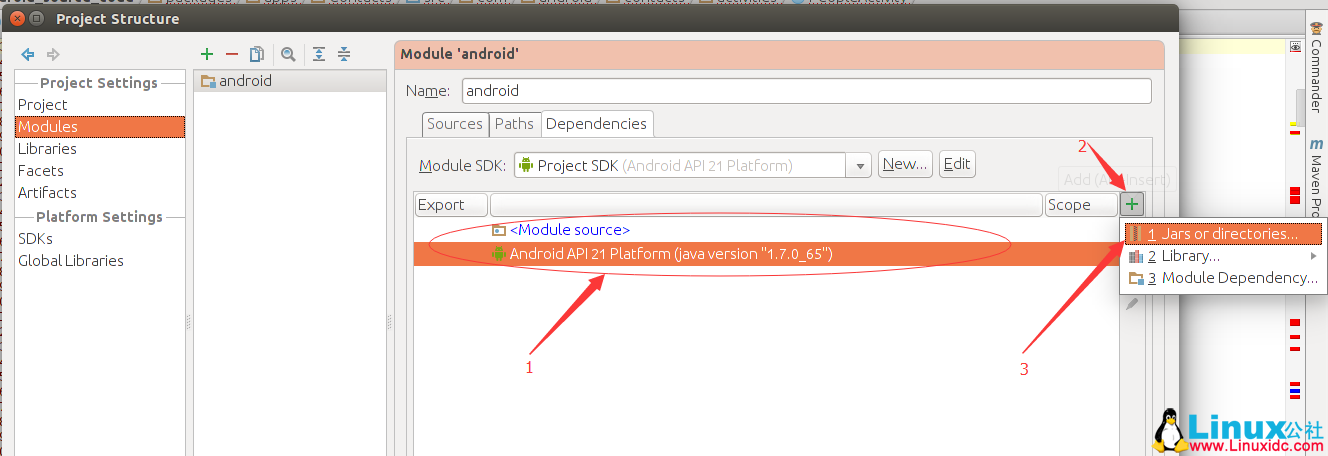 Project Structure
Project Settings
Project
Modules
Libraries
Facets
Artifacts
Platform Settings
SDKs
Global Libraries
android
Module 'android'
Name: android
Sources Paths Dependencies
Module SDK: Project SDK (Android API 21 Platform) New... Edit
Export Scope
<Module source>
Android API 21 Platform (java version "1.7.0_65")
1 Jars or directories...
2 Library...
3 Module Dependency...
1
2
3
Commander
Maven Pro
Linux公社
www.Linuxidc.com